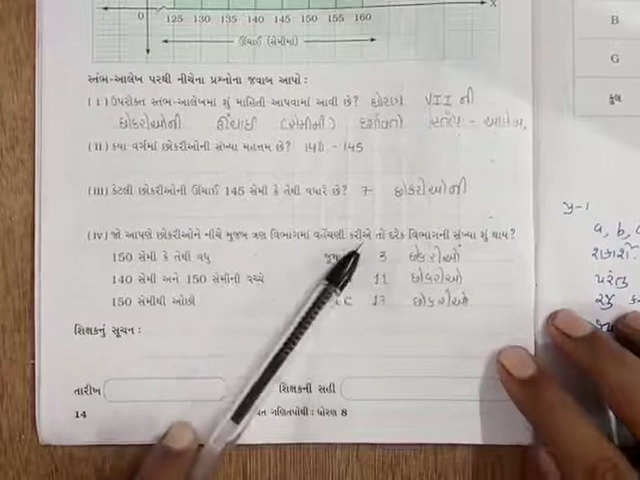 0 125 130 135 140 145 150 155 160 X
ઊંચાઈ (સેમીમાં)
સ્તંભ-આલેખ પરથી નીચેના પ્રશ્નોના જવાબ આપો :
(i) ઉપરોક્ત સ્તંભ-આલેખમાં શું માહિતી આપવામાં આવી છે? ધોરણ VII ની
છોકરીઓની ઊંચાઈ (સેમીની) દર્શાવતો સ્તંભ - આલેખ.
(ii) કયા વર્ગમાં છોકરીઓની સંખ્યા મહત્તમ છે? 140 - 145
(iii) કેટલી છોકરીઓની ઊંચાઈ 145 સેમી કે તેથી વધારે છે? 7 છોકરીઓની
(iv) જો આપણે છોકરીઓને નીચે મુજબ ત્રણ વિભાગમાં વહેંચણી કરીએ તો દરેક વિભાગની સંખ્યા શું થાય?
150 સેમી કે તેથી વધુ 3 છોકરીઓ
140 સેમી અને 150 સેમીની વચ્ચે 11 છોકરીઓ
150 સેમીથી ઓછી C 17 છોકરીઓ
શિક્ષકનું સૂચન :
તારીખ શિક્ષકની સહી
14 ગણિતપોથી : ધોરણ 8
B
G
કુલ
પ્ર-1
a, b,
પરંતુ